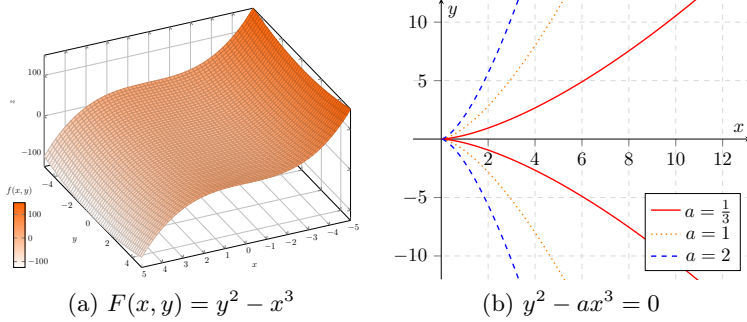 100
0
−100
z
f(x, y)
100
0
−100
−4
−2
0
2
4
y
5
4
3
2
1
0
-1
-2
-3
-4
-5
x
(a) F(x, y) = y² − x³
y
10
5
−5
−10
2
4
6
8
10
12
x
a = 1/3
a = 1
a = 2
(b) y² − ax³ = 0